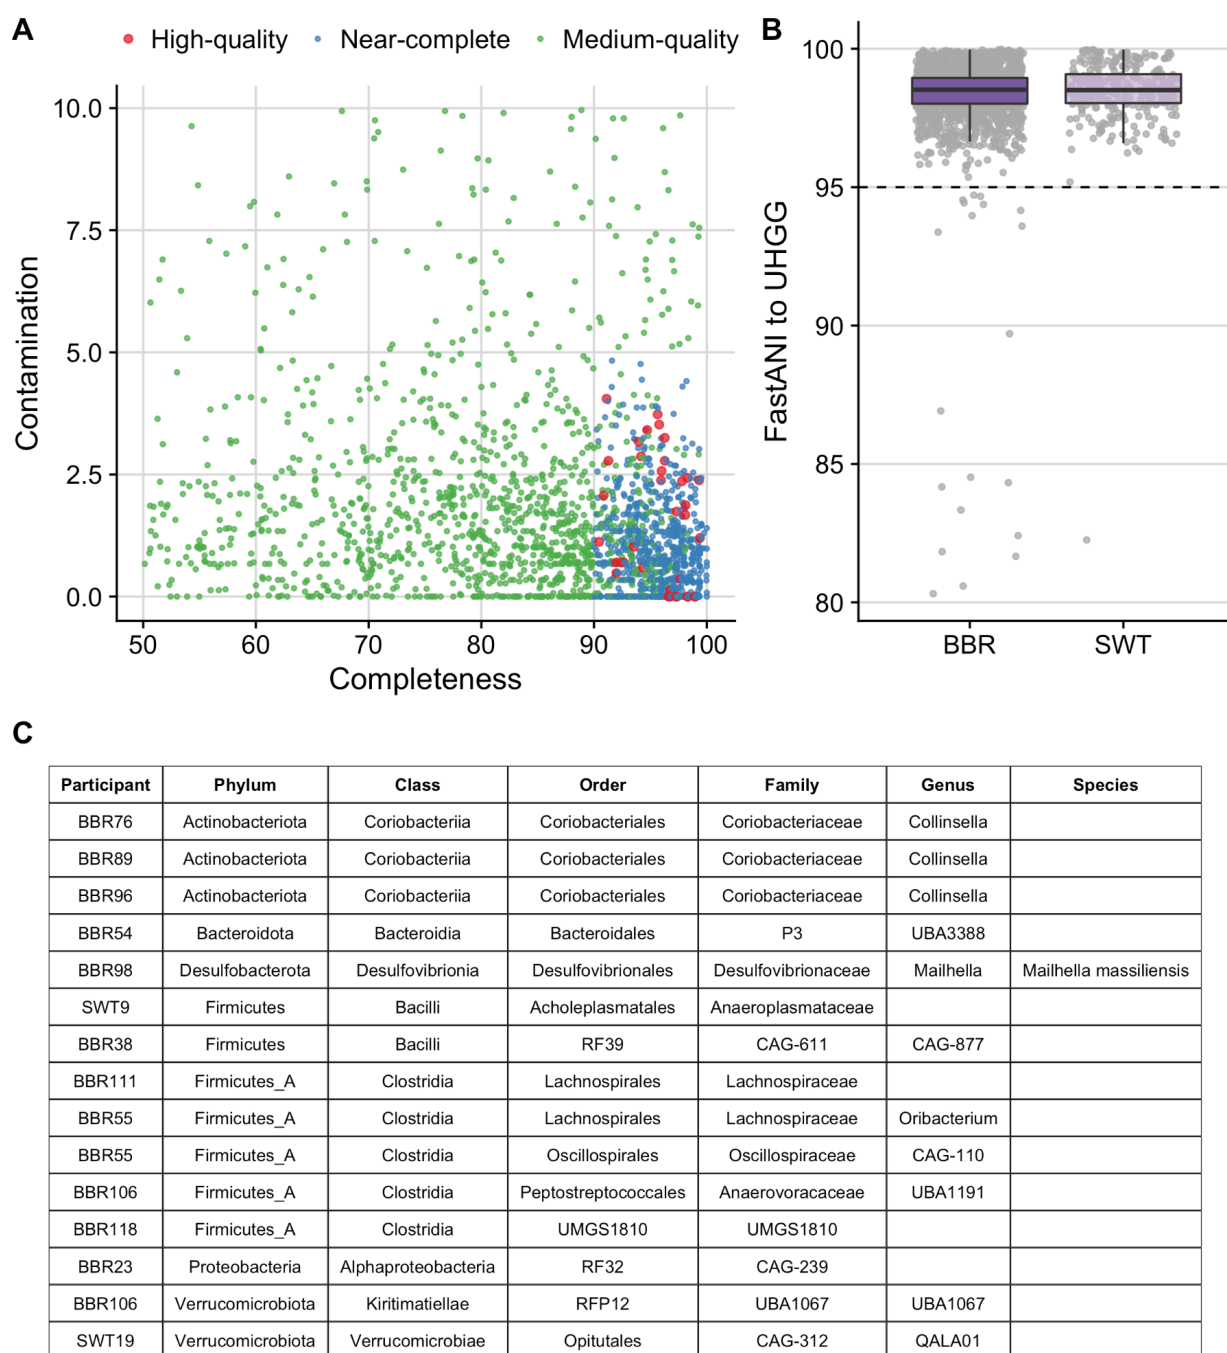 A
High-quality Near-complete Medium-quality
10.0
7.5
5.0
2.5
0.0
Contamination
50 60 70 80 90 100
Completeness
B
100
95
90
85
80
FastANI to UHGG
BBR SWT
C
Participant Phylum Class Order Family Genus Species
BBR76 Actinobacteriota Coriobacteriia Coriobacteriales Coriobacteriaceae Collinsella
BBR89 Actinobacteriota Coriobacteriia Coriobacteriales Coriobacteriaceae Collinsella
BBR96 Actinobacteriota Coriobacteriia Coriobacteriales Coriobacteriaceae Collinsella
BBR54 Bacteroidota Bacteroidia Bacteroidales P3 UBA3388
BBR98 Desulfobacterota Desulfovibrionia Desulfovibrionales Desulfovibrionaceae Mailhella Mailhella massiliensis
SWT9 Firmicutes Bacilli Acholeplasmatales Anaeroplasmataceae
BBR38 Firmicutes Bacilli RF39 CAG-611 CAG-877
BBR111 Firmicutes_A Clostridia Lachnospirales Lachnospiraceae
BBR55 Firmicutes_A Clostridia Lachnospirales Lachnospiraceae Oribacterium
BBR55 Firmicutes_A Clostridia Oscillospirales Oscillospiraceae CAG-110
BBR106 Firmicutes_A Clostridia Peptostreptococcales Anaerovoracaceae UBA1191
BBR118 Firmicutes_A Clostridia UMGS1810 UMGS1810
BBR23 Proteobacteria Alphaproteobacteria RF32 CAG-239
BBR106 Verrucomicrobiota Kiritimatiellae RFP12 UBA1067 UBA1067
SWT19 Verrucomicrobiota Verrucomicrobiae Opitutales CAG-312 QALA01